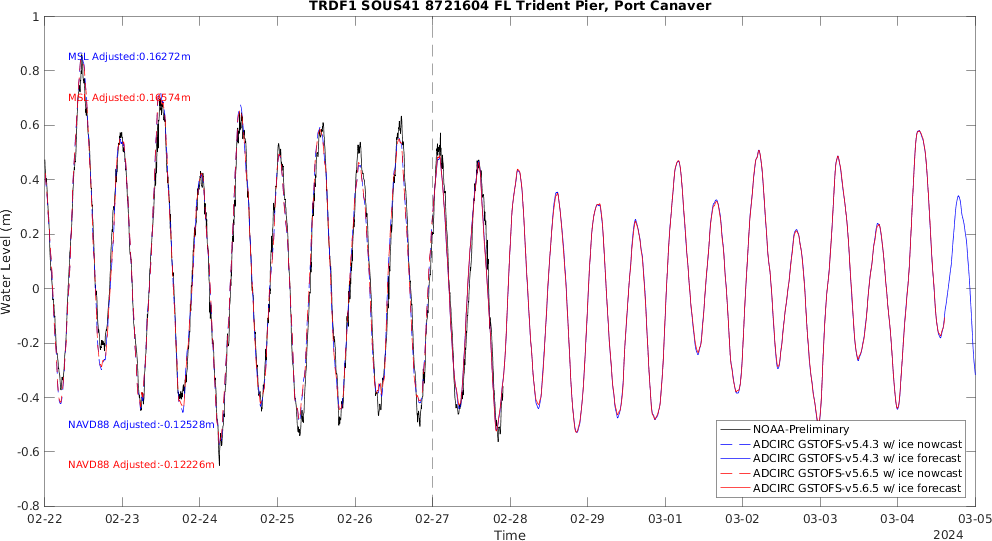 TRDF1 SOUS41 8721604 FL Trident Pier, Port Canaver
1
0.8
0.6
0.4
0.2
0
-0.2
-0.4
-0.6
-0.8
Water Level (m)
MSL Adjusted:0.16272m
MSL Adjusted:0.16574m
NAVD88 Adjusted:-0.12528m
NAVD88 Adjusted:-0.12226m
NOAA-Preliminary
ADCIRC GSTOFS-v5.4.3 w/ ice nowcast
ADCIRC GSTOFS-v5.4.3 w/ ice forecast
ADCIRC GSTOFS-v5.6.5 w/ ice nowcast
ADCIRC GSTOFS-v5.6.5 w/ ice forecast
02-22 02-23 02-24 02-25 02-26 02-27 02-28 02-29 03-01 03-02 03-03 03-04 03-05
Time
2024